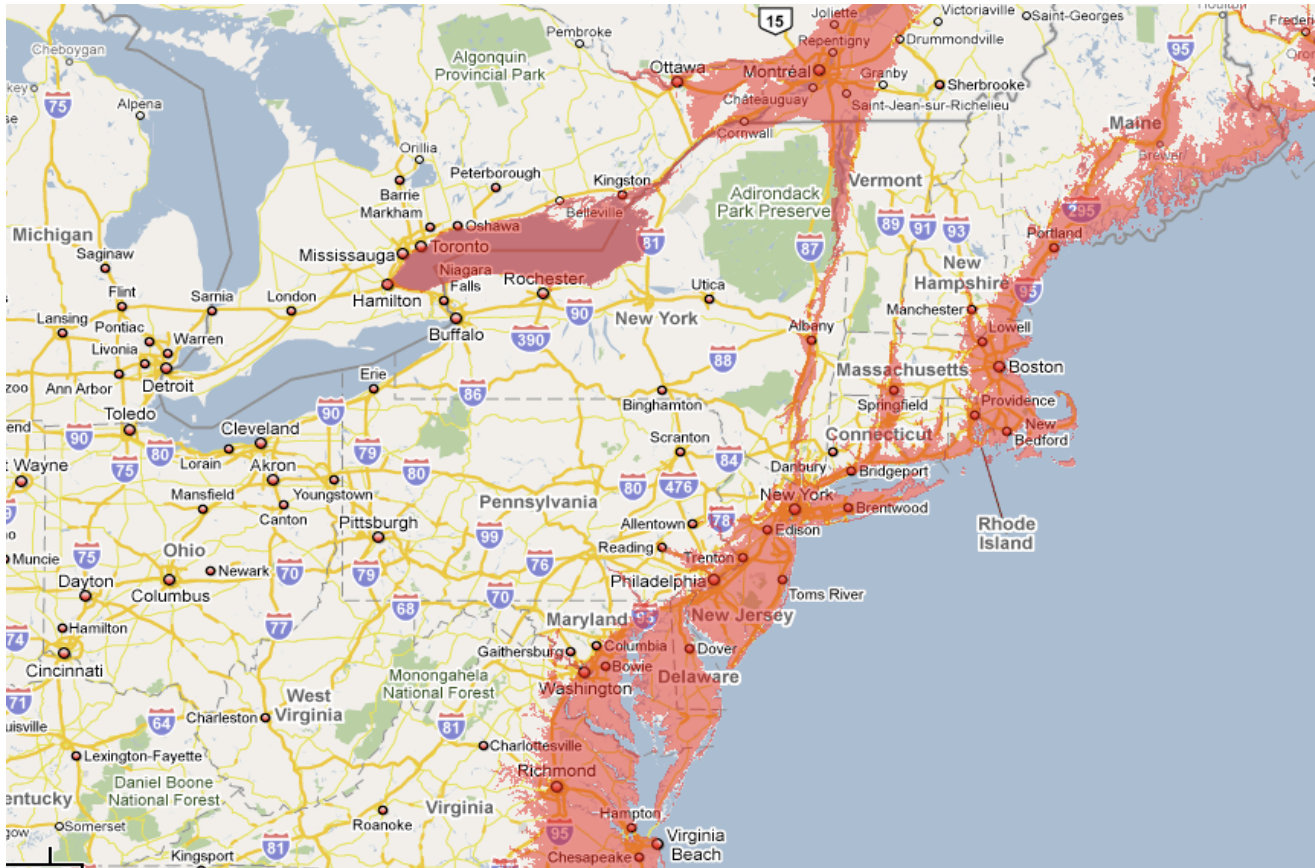 15
Joliette
Victoriaville
Saint-Georges
Pembroke
Repentigny
Drummondville
95
Cheboygan
Algonquin
Provincial Park
Ottawa
Montréal
Granby
Sherbrooke
75
Alpena
Châteauguay
Saint-Jean-sur-Richelieu
Cornwall
Maine
Brewer
Orillia
Peterborough
Kingston
Barrie
Markham
Belleville
Adirondack
Park Preserve
Vermont
295
Michigan
Oshawa
Toronto
Mississauga
81
87
89
91
93
Portland
Saginaw
Niagara
Falls
Rochester
New
Hampshire
95
Flint
Sarnia
London
Hamilton
90
Utica
Manchester
Lansing
Pontiac
Buffalo
390
New York
Albany
Lowell
Livonia
Warren
88
Massachusetts
Boston
Ann Arbor
Detroit
Erie
86
Binghamton
Springfield
Providence
Toledo
90
Cleveland
90
Scranton
Connecticut
New
Bedford
90
80
79
84
Danbury
Lorain
Akron
80
Bridgeport
75
Youngstown
80
476
t Wayne
Mansfield
Canton
Pennsylvania
New York
Brentwood
Pittsburgh
Allentown
78
Edison
Rhode
Island
99
Muncie
75
Ohio
Reading
Trenton
Newark
70
79
76
Philadelphia
Dayton
Columbus
70
Toms River
68
Maryland
95
New Jersey
77
Hamilton
74
Gaithersburg
Columbia
Dover
Cincinnati
Bowie
Monongahela
National Forest
Washington
Delaware
71
West
Virginia
64
Charleston
81
Charlottesville
Lexington-Fayette
Richmond
Daniel Boone
National Forest
Virginia
Roanoke
Hampton
Somerset
95
Virginia
Beach
81
Kingsport
Chesapeake